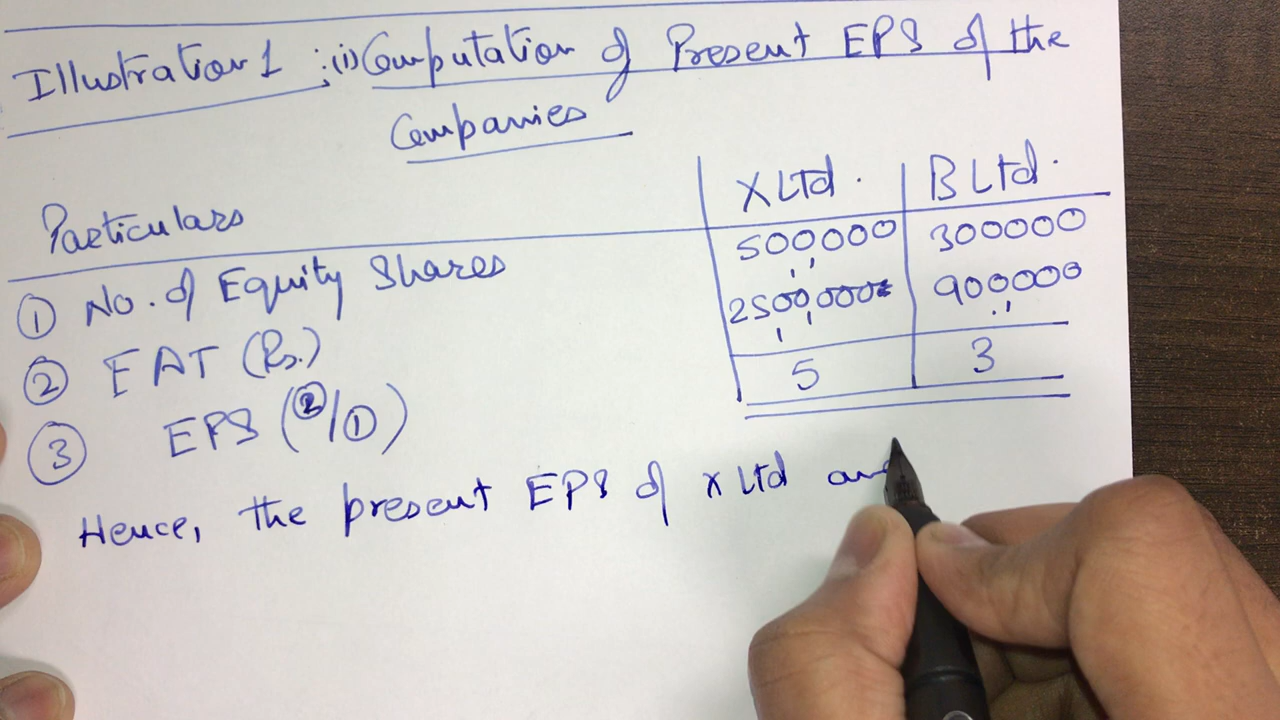 Illustration 1 : (i) Computation of Present EPS of the
Companies
Particulars X Ltd. B Ltd.
① No. of Equity Shares 500000 300000
② EAT (Rs.) 2500000 900000
③ EPS (②/①) 5 3
Hence, the present EPS of X Ltd and